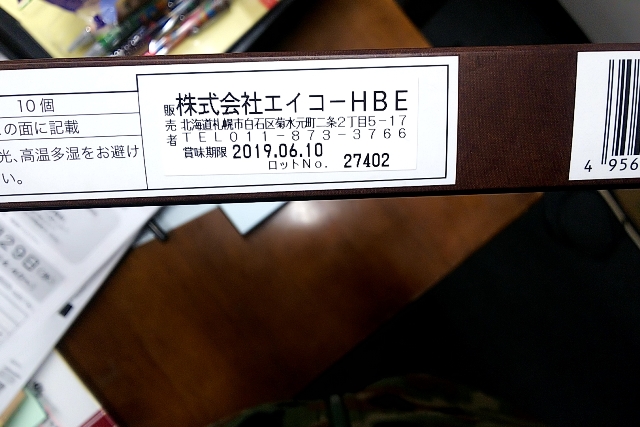 10個
の面に記載
光、高温多湿をお避け
い。
販売者
株式会社エイコーHBE
北海道札幌市白石区菊水元町二条2丁目5-17
TEL011-873-3766
賞味期限 2019.06.10
ロットNo. 27402
4 956
29日